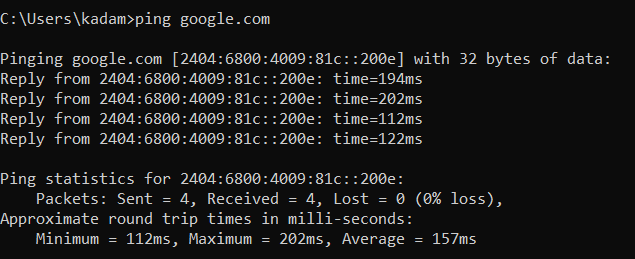 C:\Users\kadam>ping google.com
Pinging google.com [2404:6800:4009:81c::200e] with 32 bytes of data:
Reply from 2404:6800:4009:81c::200e: time=194ms
Reply from 2404:6800:4009:81c::200e: time=202ms
Reply from 2404:6800:4009:81c::200e: time=112ms
Reply from 2404:6800:4009:81c::200e: time=122ms
Ping statistics for 2404:6800:4009:81c::200e:
    Packets: Sent = 4, Received = 4, Lost = 0 (0% loss),
Approximate round trip times in milli-seconds:
    Minimum = 112ms, Maximum = 202ms, Average = 157ms